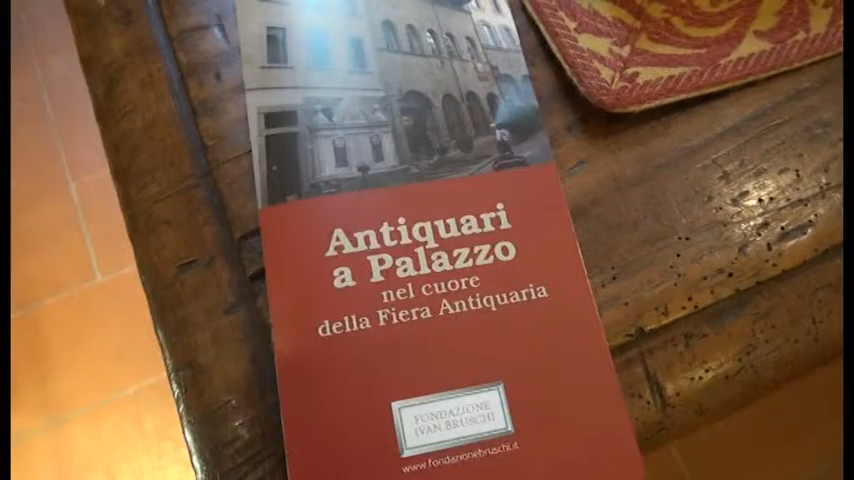 Antiquari
a Palazzo
nel cuore
della Fiera Antiquaria
FONDAZIONE
IVAN BRUSCHI
www.fondazionebruschi.it